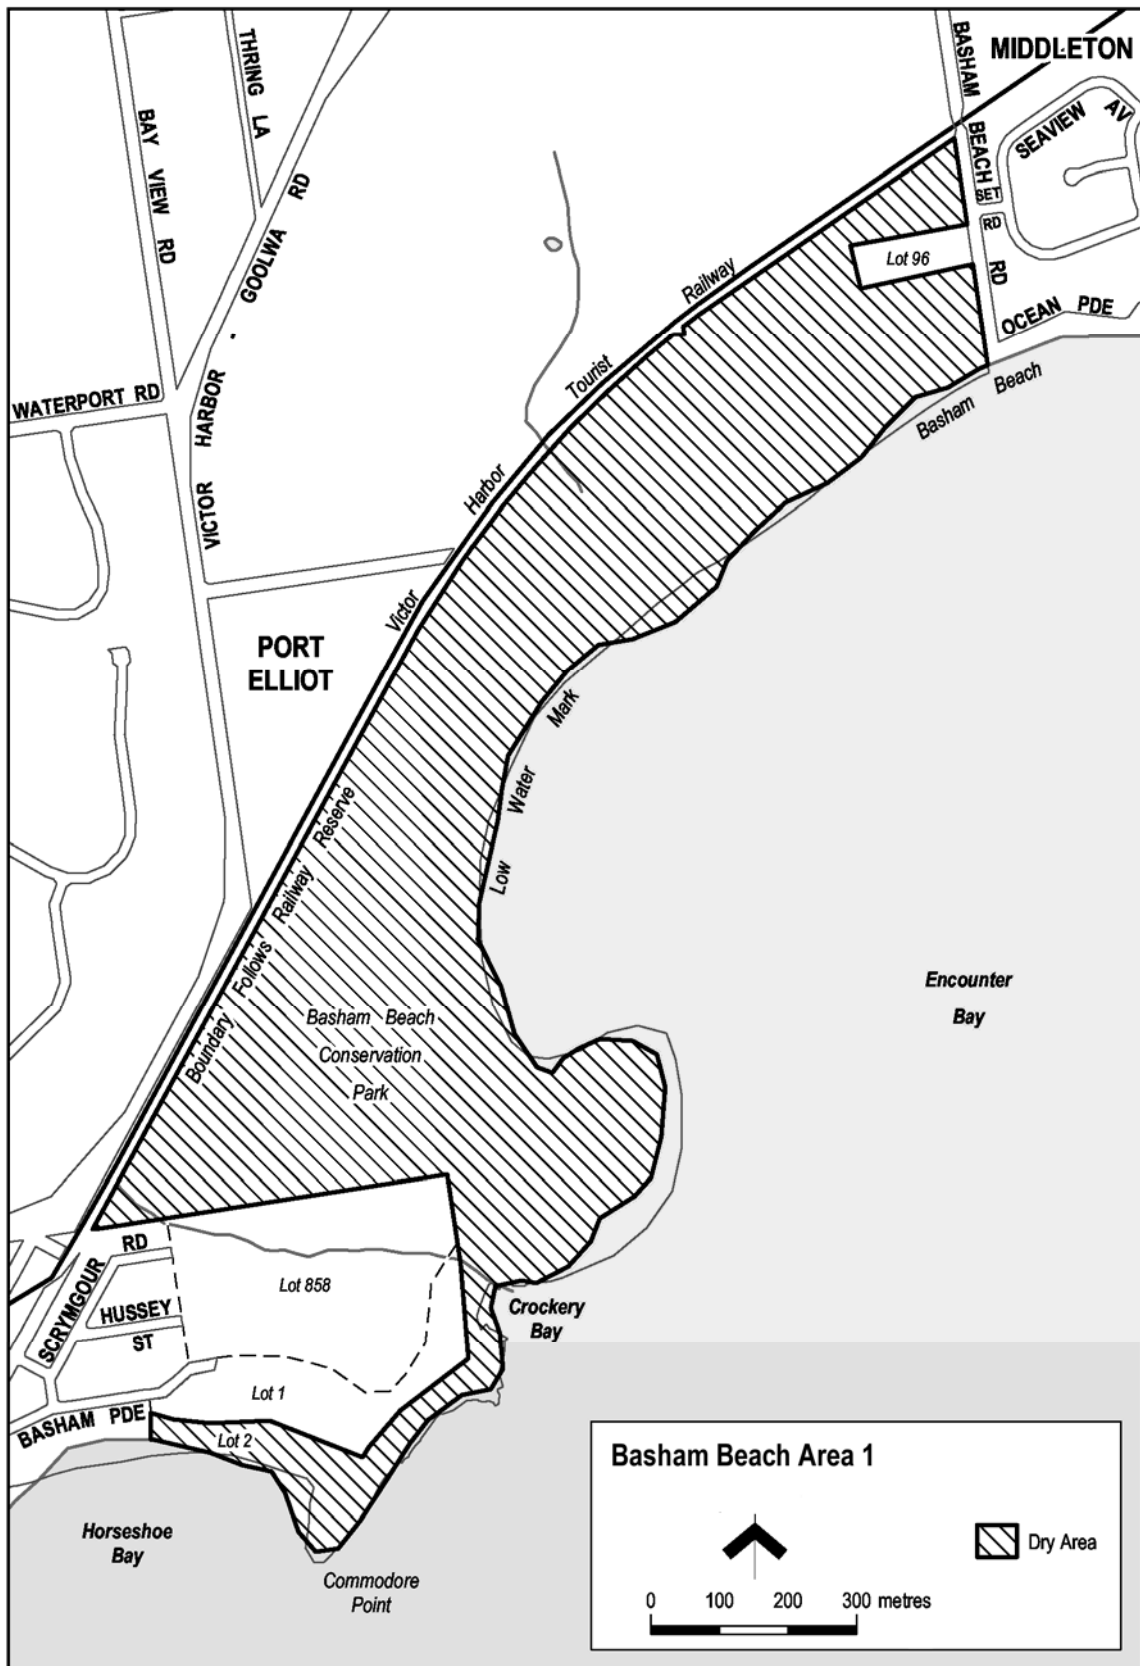 MIDDLETON
BASHAM
BEACH
RD
SEAVIEW AV
SET
RD
OCEAN PDE
THRING LA
BAY VIEW RD
GOOLWA RD
HARBOR
VICTOR
WATERPORT RD
Lot 96
Victor Harbor Tourist Railway
Basham Beach
PORT
ELLIOT
Low Water Mark
Boundary Follows Railway Reserve
Basham Beach
Conservation
Park
Encounter
Bay
SCRYMGOUR
RD
HUSSEY
ST
BASHAM PDE
Lot 858
Lot 1
Lot 2
Crockery
Bay
Horseshoe
Bay
Commodore
Point
Basham Beach Area 1
Dry Area
0 100 200 300 metres